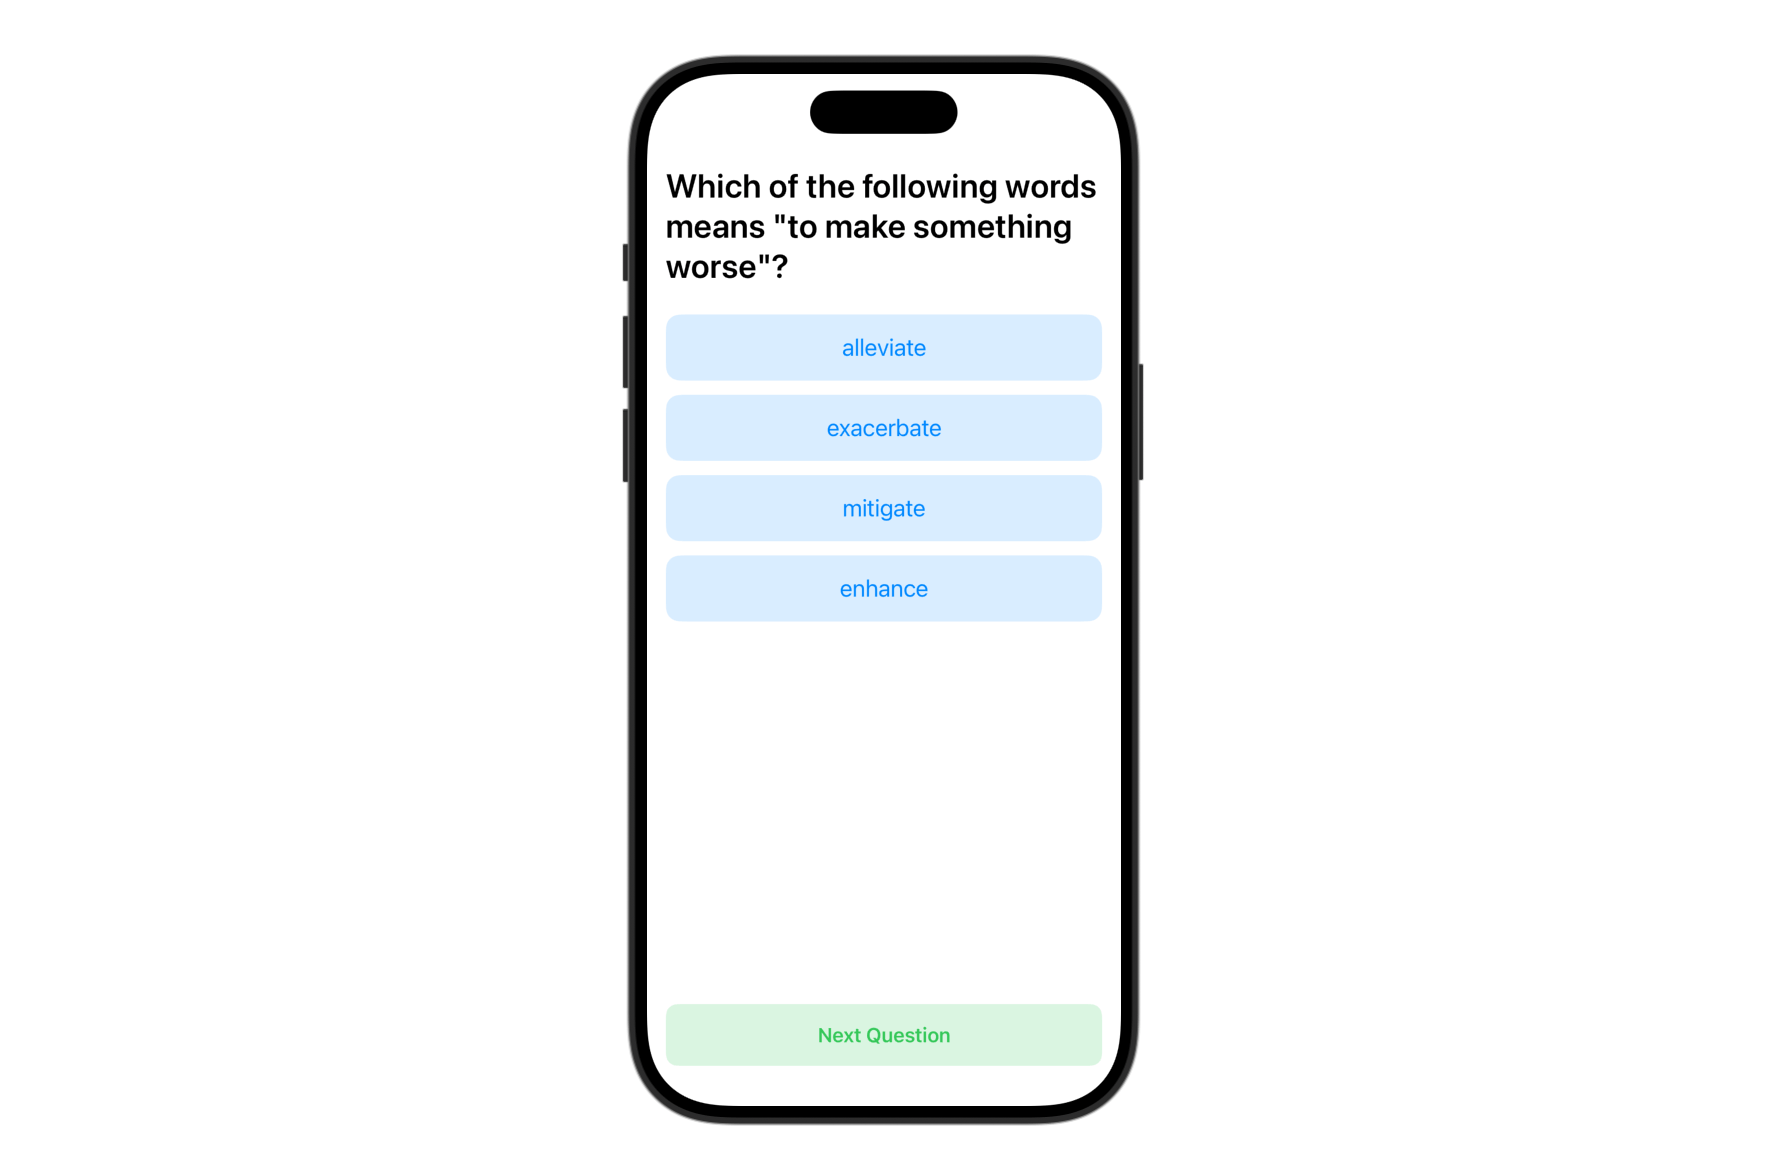 Which of the following words
means "to make something
worse"?
alleviate
exacerbate
mitigate
enhance
Next Question